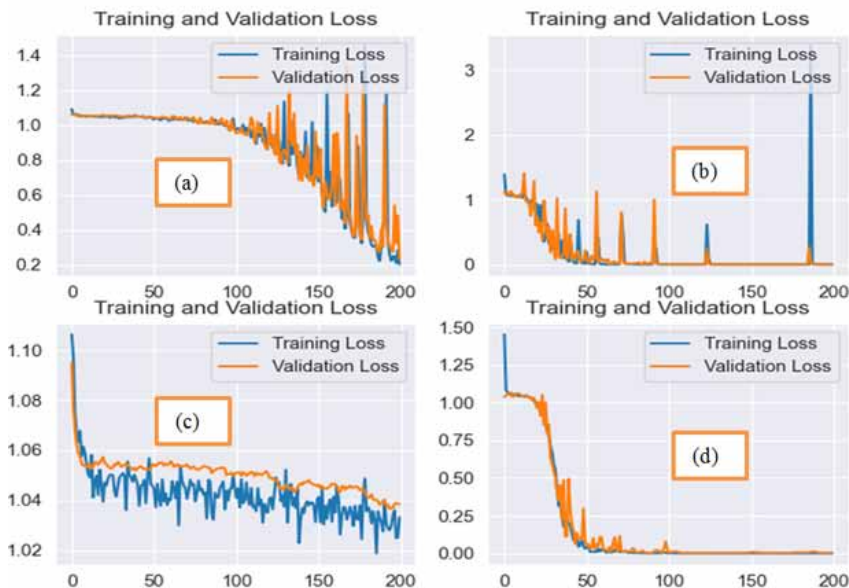 Training and Validation Loss
Training Loss
Validation Loss
1.4
1.2
1.0
0.8
0.6
0.4
0.2
(a)
0 50 100 150 200
Training and Validation Loss
Training Loss
Validation Loss
3
2
1
0
(b)
0 50 100 150 200
Training and Validation Loss
Training Loss
Validation Loss
1.10
1.08
1.06
1.04
1.02
(c)
0 50 100 150 200
Training and Validation Loss
Training Loss
Validation Loss
1.50
1.25
1.00
0.75
0.50
0.25
0.00
(d)
0 50 100 150 200